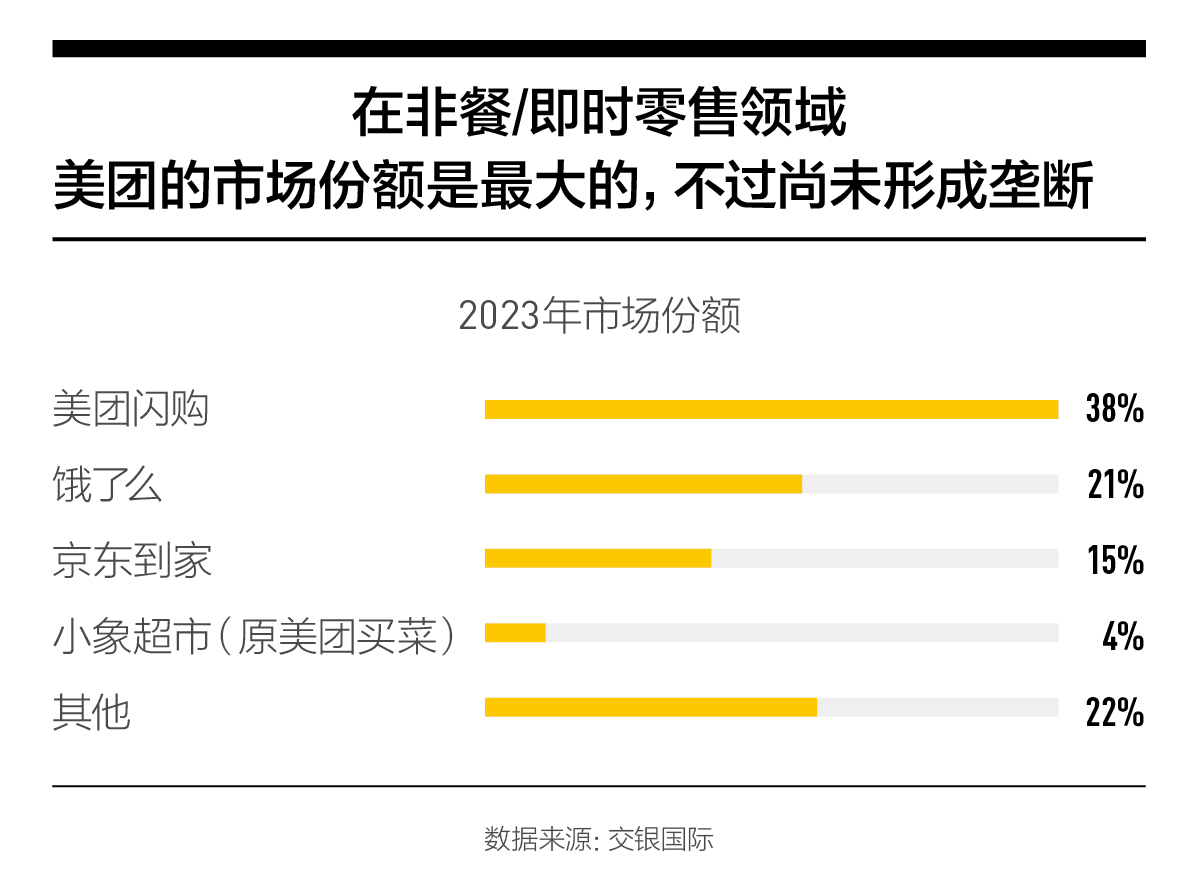 在非餐/即时零售领域
美团的市场份额是最大的，不过尚未形成垄断
2023年市场份额
美团闪购 38%
饿了么 21%
京东到家 15%
小象超市（原美团买菜） 4%
其他 22%
数据来源：交银国际